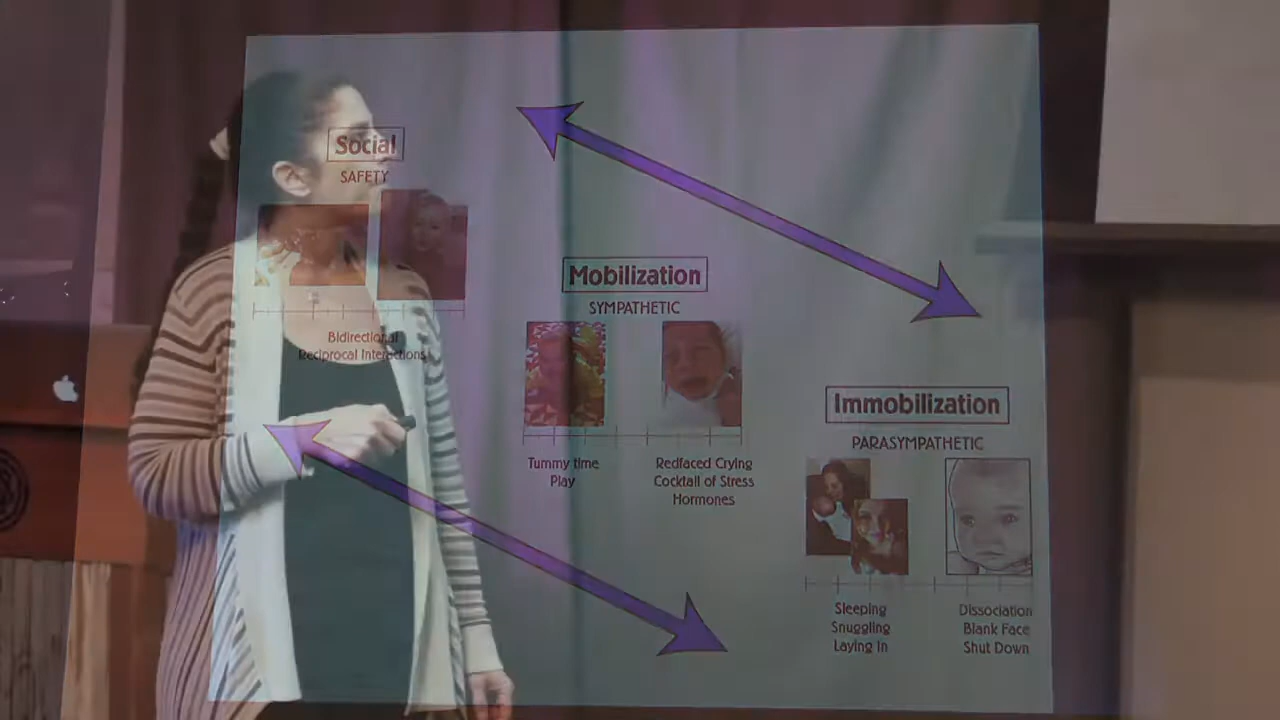 Social
SAFETY
Bidirectional
Reciprocal Interactions
Mobilization
SYMPATHETIC
Tummy time
Play
Redfaced Crying
Cocktail of Stress
Hormones
Immobilization
PARASYMPATHETIC
Sleeping
Snuggling
Laying In
Dissociation
Blank Face
Shut Down